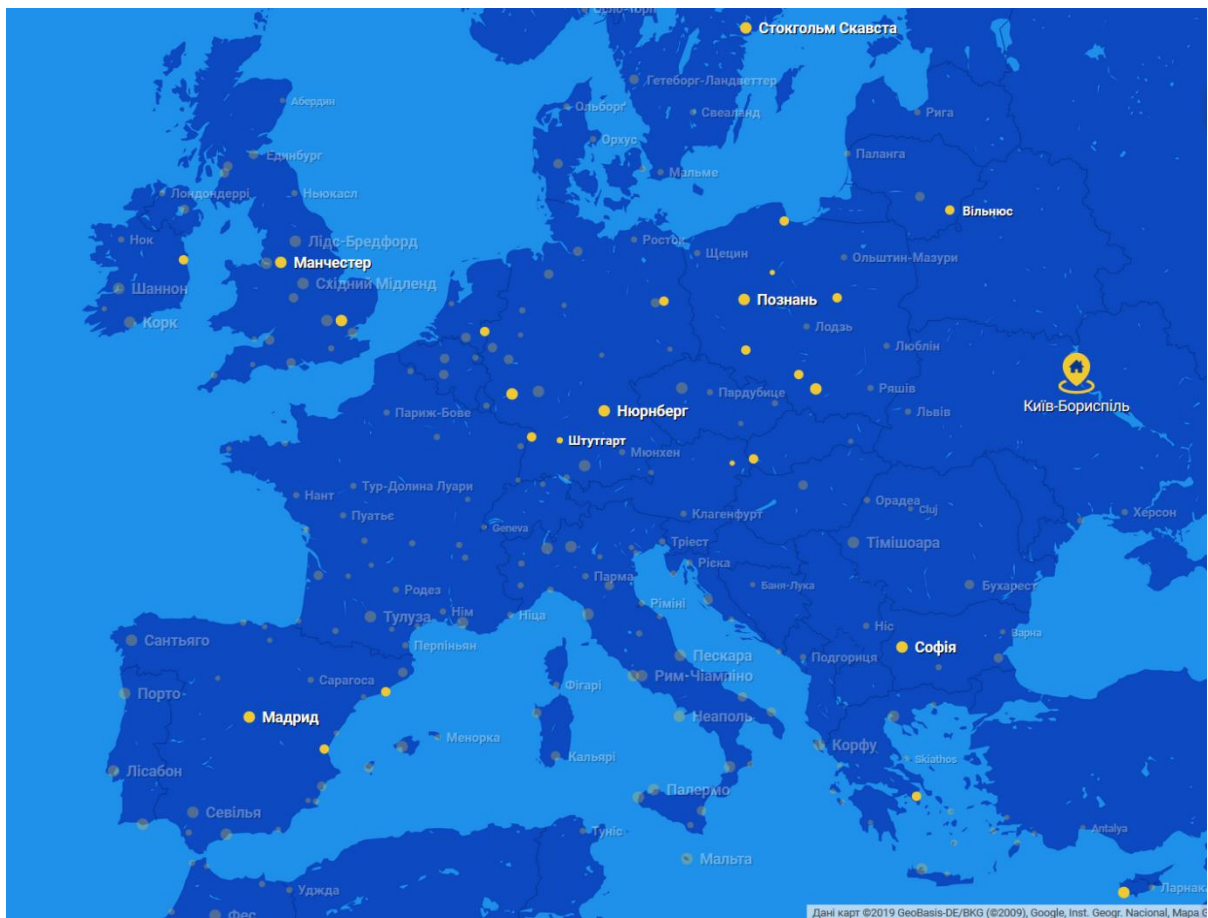 Осло-Торп
Стокгольм Скавста
Гетеборг-Ландветтер
Абердин
Ольборг
Свеаланд
Рига
Орхус
Единбург
Паланга
Мальме
Лондондеррі
Ньюкасл
Вільнюс
Нок
Лідс-Бредфорд
Росток
Щецин
Ольштин-Мазури
Манчестер
Шаннон
Східний Мідленд
Познань
Корк
Лодзь
Люблін
Пардубице
Ряшів
Київ-Бориспіль
Париж-Бове
Нюрнберг
Львів
Штутгарт
Мюнхен
Нант
Тур-Долина Луари
Орадеа
Cluj
Херсон
Пуатьє
Клагенфурт
Geneva
Трієст
Тімішоара
Ріска
Парма
Баня-Лука
Бухарест
Родез
Ріміні
Тулуза
Нім
Ніца
Ніс
Варна
Сантьяго
Перпіньян
Софія
Пескара
Подгориця
Сарагоса
Рим-Чіампіно
Фігарі
Порто
Мадрид
Неаполь
Менорка
Корфу
Кальярі
Skiathos
Лісабон
Палермо
Севілья
Туніс
Antalya
Мальта
Уджда
Ларнака
Фес
Дані карт ©2019 GeoBasis-DE/BKG (©2009), Google, Inst. Geogr. Nacional, Mapa G